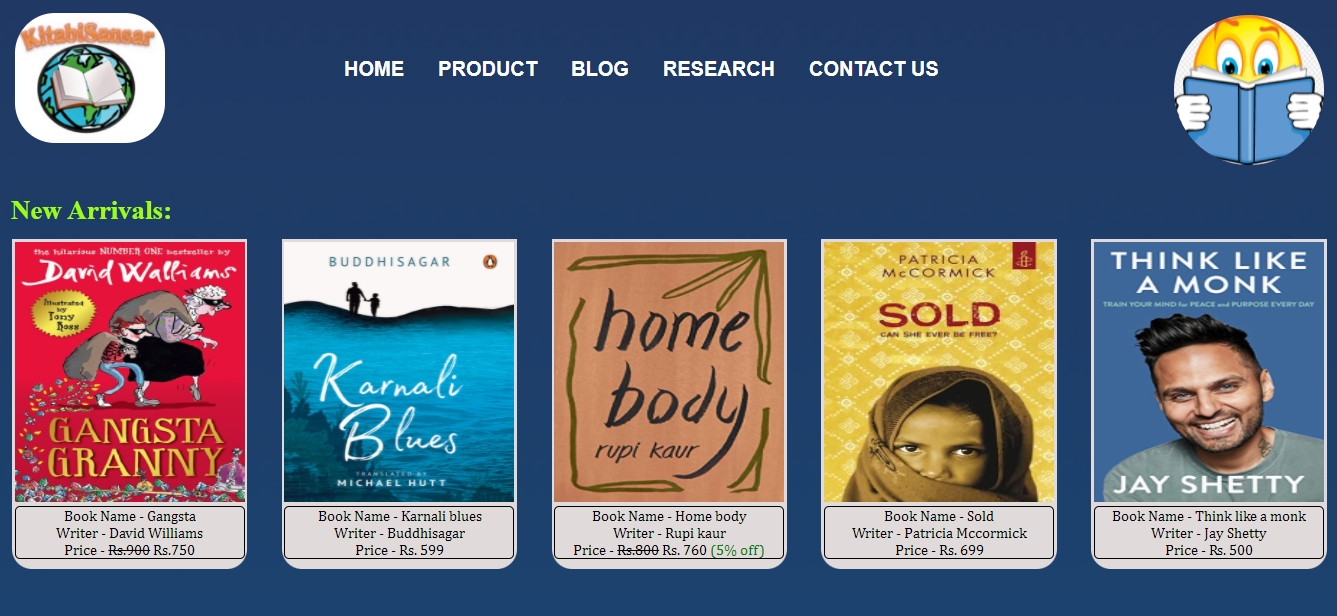 KitabiSansar
HOME PRODUCT BLOG RESEARCH CONTACT US
New Arrivals:
the hilarious NUMBER ONE bestseller by
David Walliams
Illustrated
by
Tony
Ross
GANGSTA
GRANNY
Book Name - Gangsta
Writer - David Williams
Price - Rs.900 Rs.750
BUDDHISAGAR
Karnali
Blues
TRANSLATED BY
MICHAEL HUTT
Book Name - Karnali blues
Writer - Buddhisagar
Price - Rs. 599
home
body
rupi kaur
Book Name - Home body
Writer - Rupi kaur
Price - Rs.800 Rs. 760 (5% off)
PATRICIA
McCORMICK
SOLD
CAN SHE EVER BE FREE?
Book Name - Sold
Writer - Patricia Mccormick
Price - Rs. 699
THINK LIKE
A MONK
TRAIN YOUR MIND for PEACE and PURPOSE EVERY DAY
JAY SHETTY
Book Name - Think like a monk
Writer - Jay Shetty
Price - Rs. 500